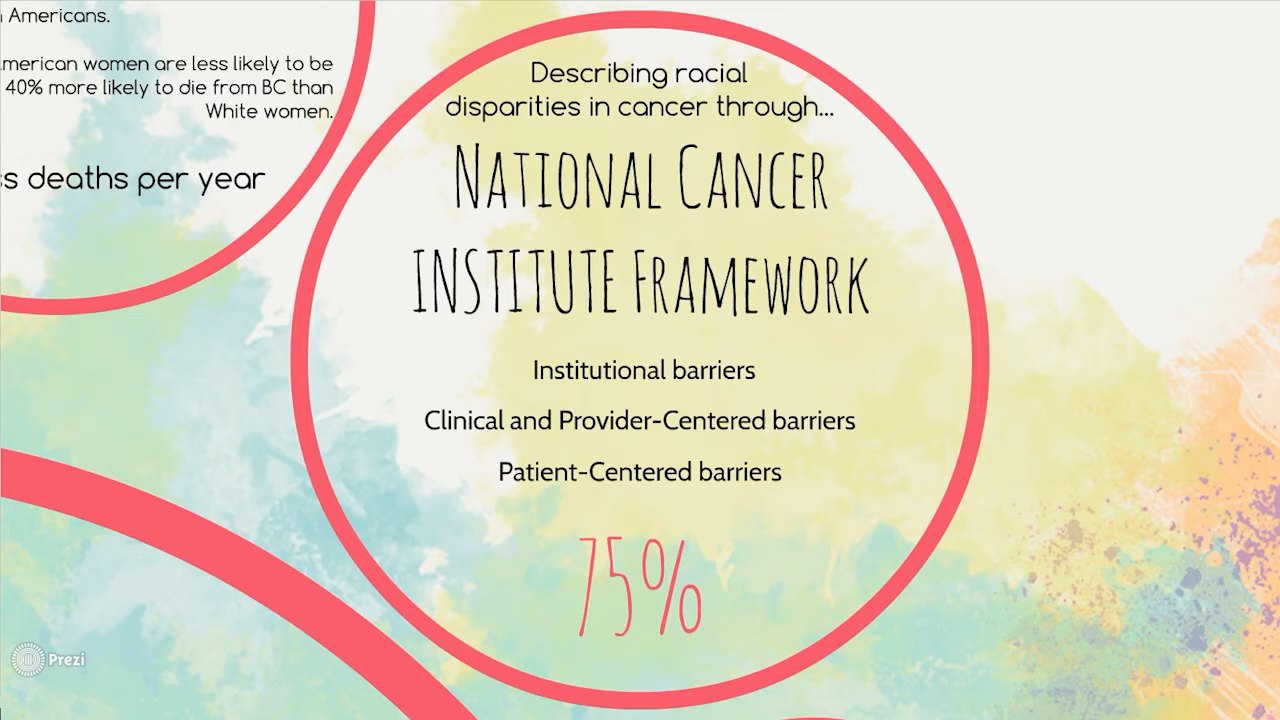 Americans.
American women are less likely to be
40% more likely to die from BC than
White women.
deaths per year
Describing racial
disparities in cancer through...
NATIONAL CANCER
INSTITUTE FRAMEWORK
Institutional barriers
Clinical and Provider-Centered barriers
Patient-Centered barriers
75%
Prezi